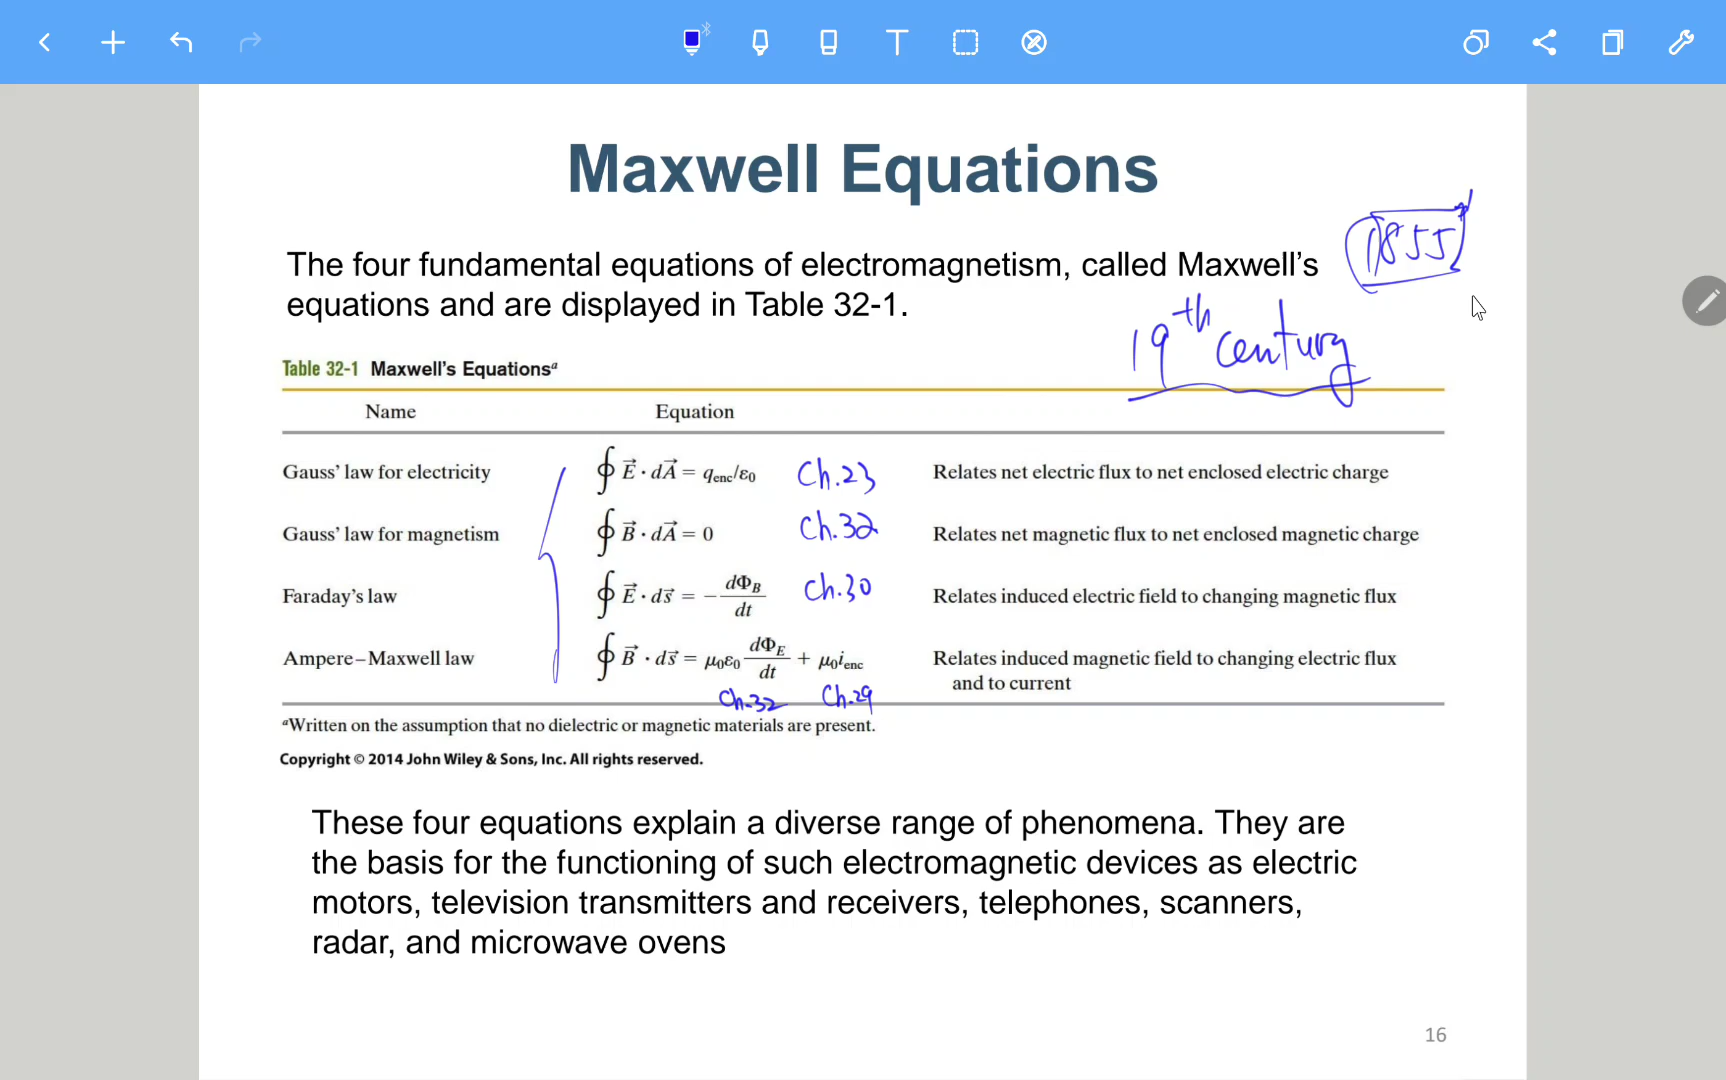 Maxwell Equations
1855
The four fundamental equations of electromagnetism, called Maxwell's
equations and are displayed in Table 32-1.
19th century
Table 32-1 Maxwell's Equationsᵃ
Name Equation
Gauss' law for electricity ∮ E⃗ · dA⃗ = q_enc/ε₀ Ch.23 Relates net electric flux to net enclosed electric charge
Gauss' law for magnetism ∮ B⃗ · dA⃗ = 0 Ch.32 Relates net magnetic flux to net enclosed magnetic charge
Faraday's law ∮ E⃗ · ds⃗ = − dΦ_B/dt Ch.30 Relates induced electric field to changing magnetic flux
Ampere–Maxwell law ∮ B⃗ · ds⃗ = μ₀ε₀ dΦ_E/dt + μ₀i_enc Relates induced magnetic field to changing electric flux
and to current
Ch.32 Ch.29
ᵃWritten on the assumption that no dielectric or magnetic materials are present.
Copyright © 2014 John Wiley & Sons, Inc. All rights reserved.
These four equations explain a diverse range of phenomena. They are
the basis for the functioning of such electromagnetic devices as electric
motors, television transmitters and receivers, telephones, scanners,
radar, and microwave ovens
16